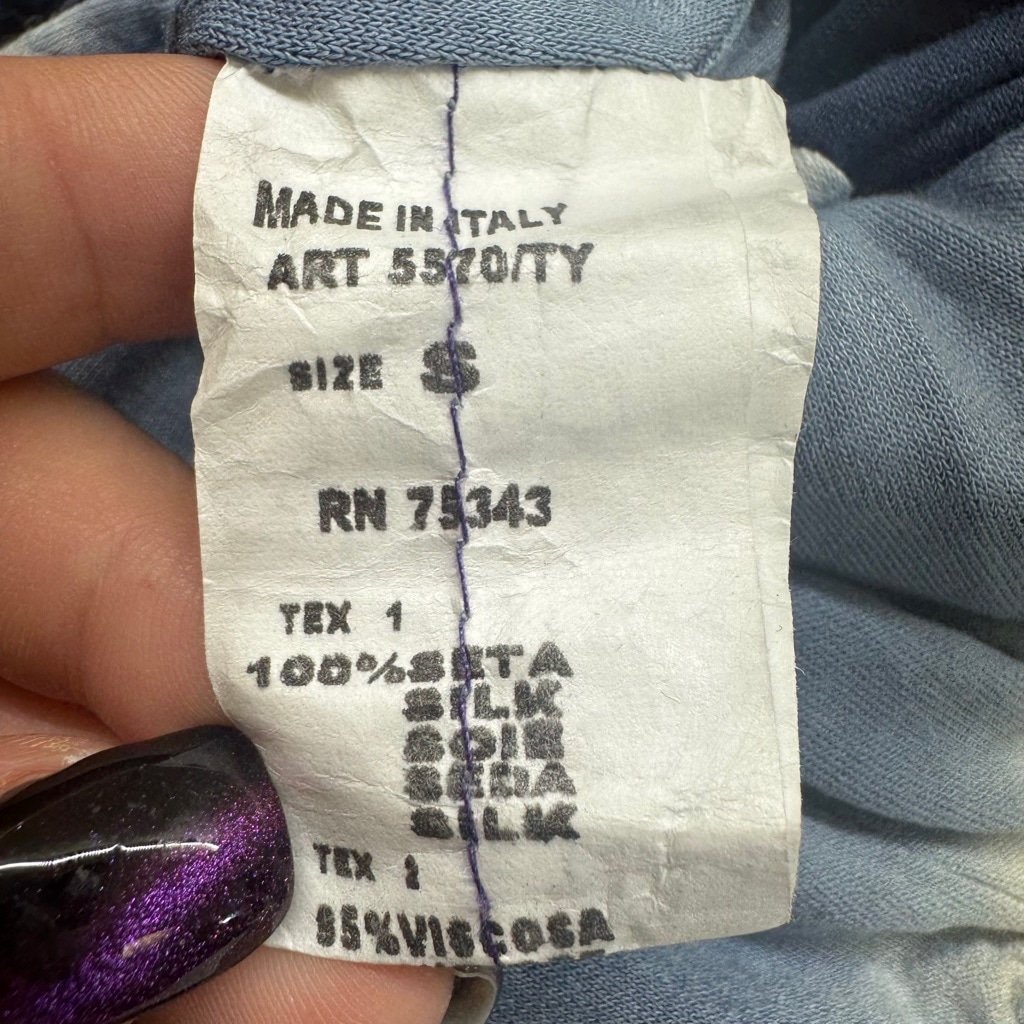 MADE IN ITALY
ART 5570/TY
SIZE S
RN 75343
TEX 1
100%SETA
SILK
SOIE
SEDA
SILK
TEX 2
95%VISCOSA